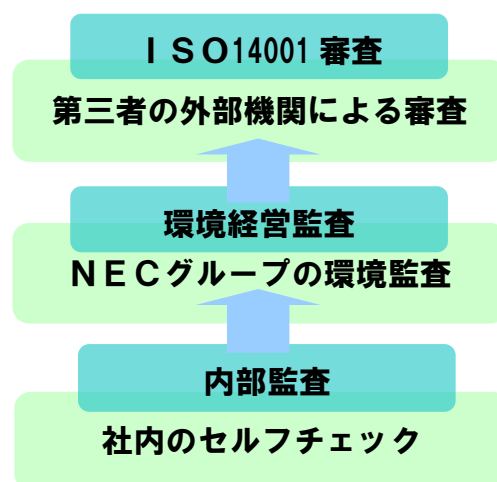 ＩＳＯ14001 審査
第三者の外部機関による審査
環境経営監査
ＮＥＣグループの環境監査
内部監査
社内のセルフチェック